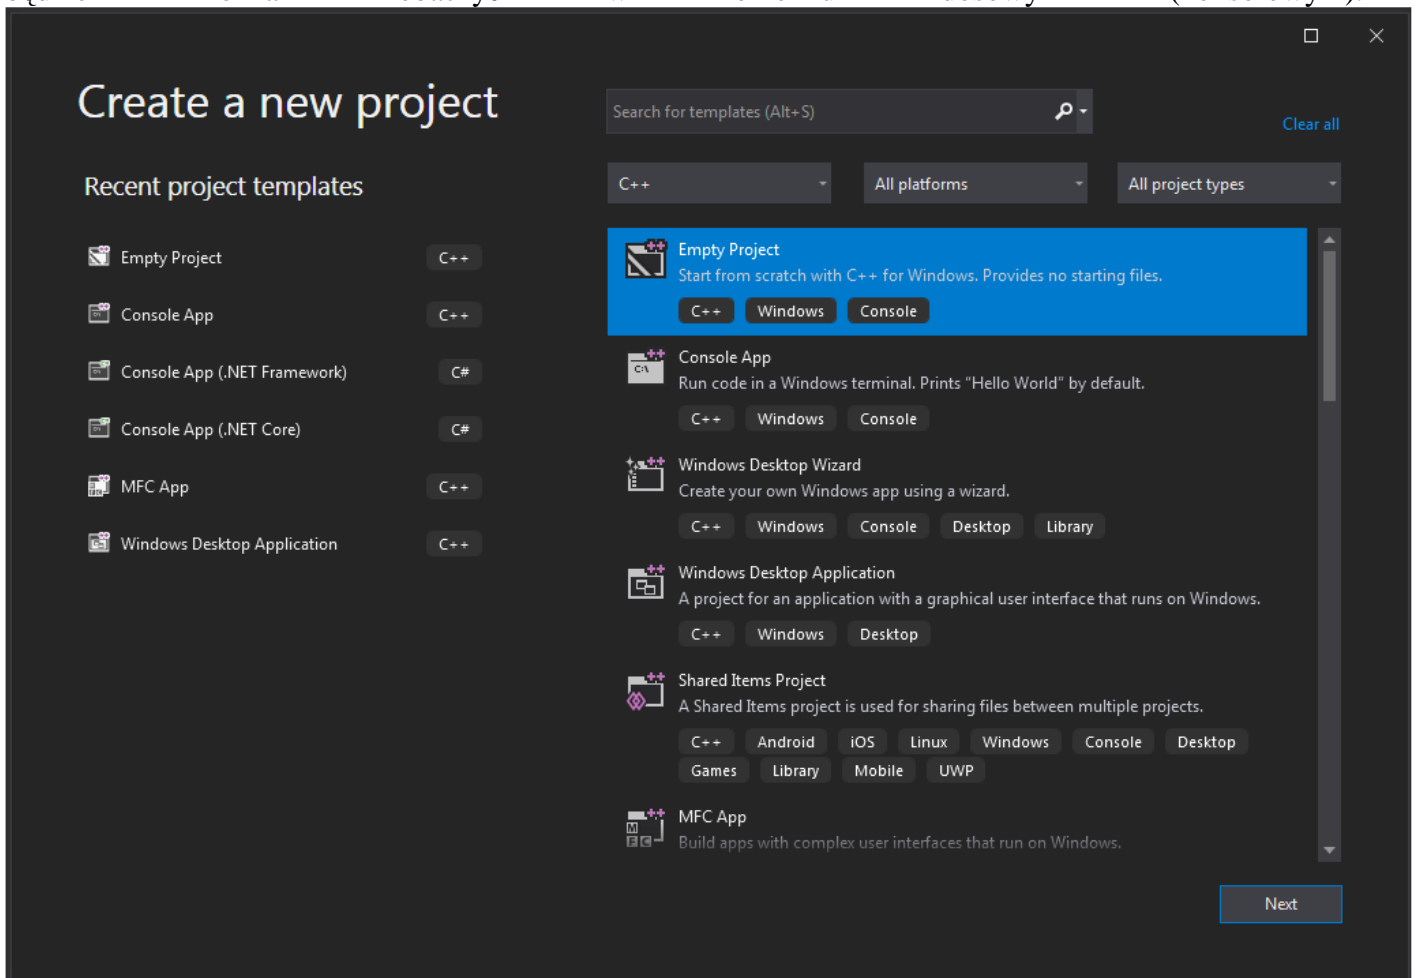 Create a new project
Search for templates (Alt+S)
Clear all
Recent project templates
C++
All platforms
All project types
Empty Project C++
Console App C++
Console App (.NET Framework) C#
Console App (.NET Core) C#
MFC App C++
Windows Desktop Application C++
Empty Project
Start from scratch with C++ for Windows. Provides no starting files.
C++ Windows Console
Console App
Run code in a Windows terminal. Prints "Hello World" by default.
C++ Windows Console
Windows Desktop Wizard
Create your own Windows app using a wizard.
C++ Windows Console Desktop Library
Windows Desktop Application
A project for an application with a graphical user interface that runs on Windows.
C++ Windows Desktop
Shared Items Project
A Shared Items project is used for sharing files between multiple projects.
C++ Android iOS Linux Windows Console Desktop
Games Library Mobile UWP
MFC App
Build apps with complex user interfaces that run on Windows.
Next